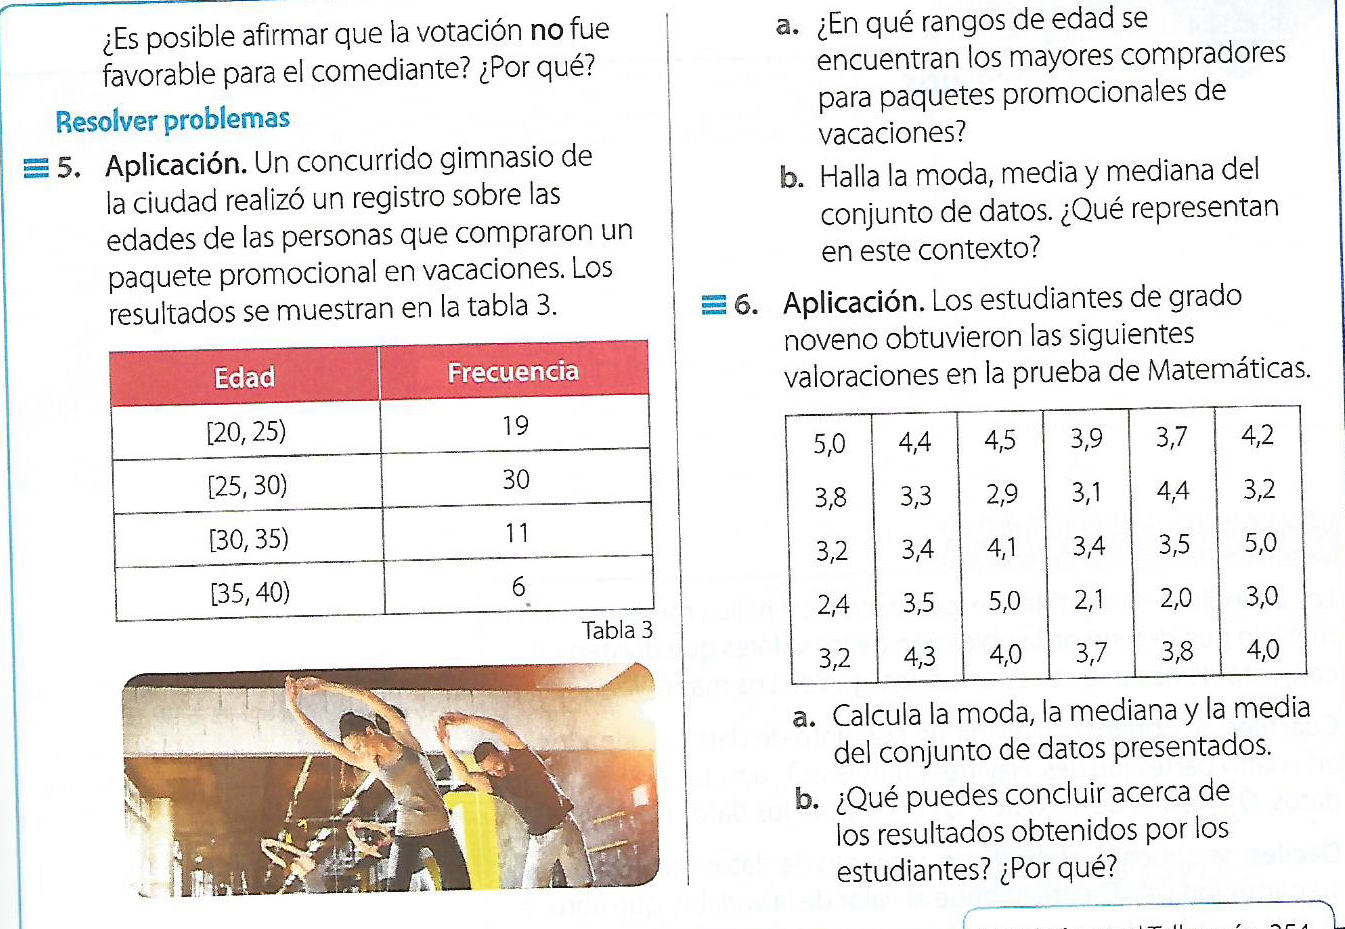 ¿Es posible afirmar que la votación no fue
favorable para el comediante? ¿Por qué?
Resolver problemas
5. Aplicación. Un concurrido gimnasio de
la ciudad realizó un registro sobre las
edades de las personas que compraron un
paquete promocional en vacaciones. Los
resultados se muestran en la tabla 3.
Edad Frecuencia
[20, 25) 19
[25, 30) 30
[30, 35) 11
[35, 40) 6
Tabla 3
a. ¿En qué rangos de edad se
encuentran los mayores compradores
para paquetes promocionales de
vacaciones?
b. Halla la moda, media y mediana del
conjunto de datos. ¿Qué representan
en este contexto?
6. Aplicación. Los estudiantes de grado
noveno obtuvieron las siguientes
valoraciones en la prueba de Matemáticas.
5,0 4,4 4,5 3,9 3,7 4,2
3,8 3,3 2,9 3,1 4,4 3,2
3,2 3,4 4,1 3,4 3,5 5,0
2,4 3,5 5,0 2,1 2,0 3,0
3,2 4,3 4,0 3,7 3,8 4,0
a. Calcula la moda, la mediana y la media
del conjunto de datos presentados.
b. ¿Qué puedes concluir acerca de
los resultados obtenidos por los
estudiantes? ¿Por qué?